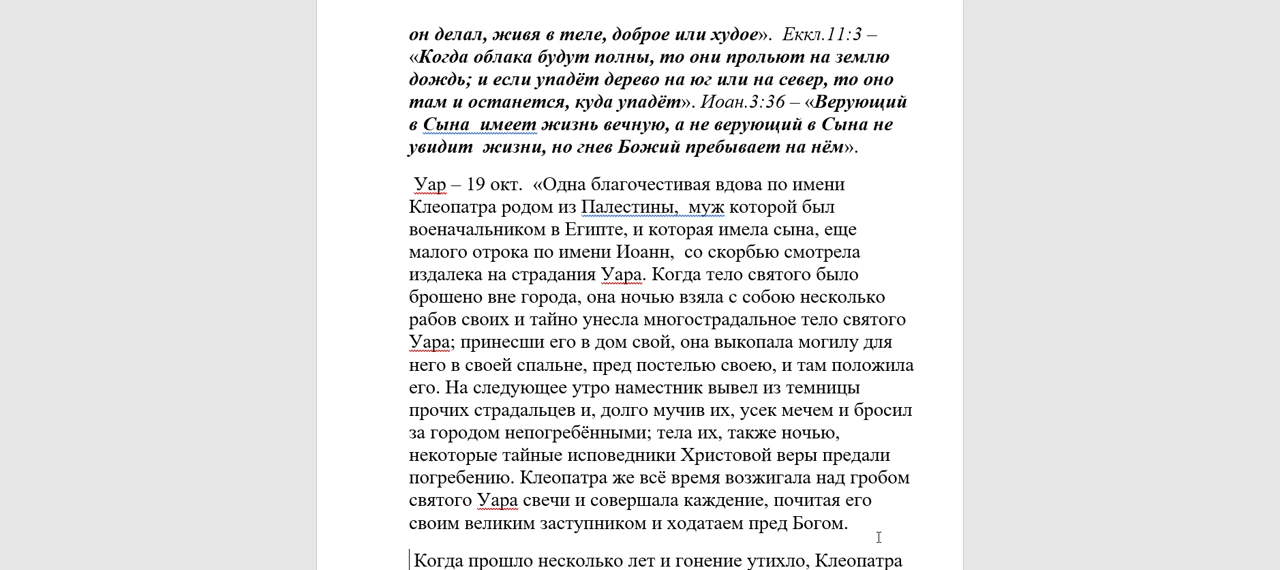 он делал, живя в теле, доброе или худое».  Еккл.11:3 –
«Когда облака будут полны, то они прольют на землю
дождь; и если упадёт дерево на юг или на север, то оно
там и останется, куда упадёт». Иоан.3:36 – «Верующий
в Сына  имеет жизнь вечную, а не верующий в Сына не
увидит  жизни, но гнев Божий пребывает на нём».
Уар – 19 окт.  «Одна благочестивая вдова по имени
Клеопатра родом из Палестины,  муж которой был
военачальником в Египте, и которая имела сына, еще
малого отрока по имени Иоанн,  со скорбью смотрела
издалека на страдания Уара. Когда тело святого было
брошено вне города, она ночью взяла с собою несколько
рабов своих и тайно унесла многострадальное тело святого
Уара; принесши его в дом свой, она выкопала могилу для
него в своей спальне, пред постелью своею, и там положила
его. На следующее утро наместник вывел из темницы
прочих страдальцев и, долго мучив их, усек мечем и бросил
за городом непогребёнными; тела их, также ночью,
некоторые тайные исповедники Христовой веры предали
погребению. Клеопатра же всё время возжигала над гробом
святого Уара свечи и совершала каждение, почитая его
своим великим заступником и ходатаем пред Богом.
Когда прошло несколько лет и гонение утихло, Клеопатра